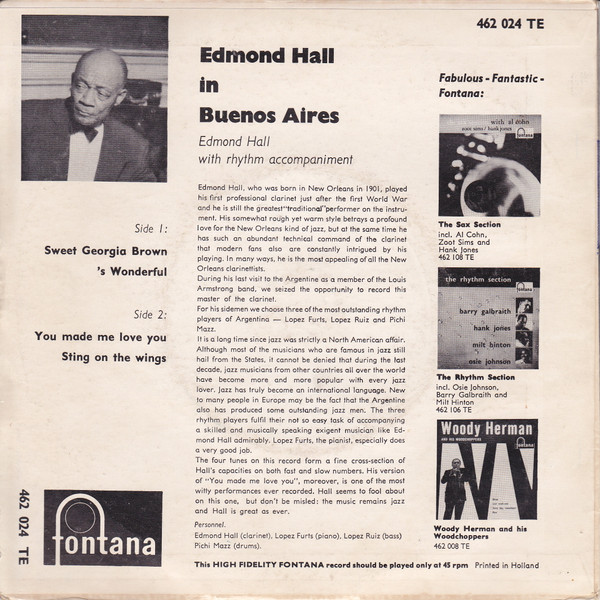 462 024 TE
Edmond Hall
in
Buenos Aires
Edmond Hall
with rhythm accompaniment
Side 1:
Sweet Georgia Brown
's Wonderful
Side 2:
You made me love you
Sting on the wings
Edmond Hall, who was born in New Orleans in 1901, played
his first professional clarinet just after the first World War
and he is still the greatest "traditional" performer on the instru-
ment. His somewhat rough yet warm style betrays a profound
love for the New Orleans kind of jazz, but at the same time he
has such an abundant technical command of the clarinet
that modern fans also are constantly intrigued by his
playing. In many ways, he is the most appealing of all the New
Orleans clarinettists.
During his last visit to the Argentine as a member of the Louis
Armstrong band, we seized the opportunity to record this
master of the clarinet.
For his sidemen we choose three of the most outstanding rhythm
players of Argentina — Lopez Furts, Lopez Ruiz and Pichi
Mazz.
It is a long time since jazz was strictly a North American affair.
Although most of the musicians who are famous in jazz still
hail from the States, it cannot be denied that during the last
decade, jazz musicians from other countries all over the world
have become more and more popular with every jazz
lover. Jazz has truly become an international language. New
to many people in Europe may be the fact that the Argentine
also has produced some outstanding jazz men. The three
rhythm players fulfil their not so easy task of accompanying
a skilled and musically speaking exigent musician like Ed-
mond Hall admirably. Lopez Furts, the pianist, especially does
a very good job.
The four tunes on this record form a fine cross-section of
Hall's capacities on both fast and slow numbers. His version
of "You made me love you", moreover, is one of the most
witty performances ever recorded. Hall seems to fool about
on this one, but don't be misled: the music remains jazz
and Hall is great as ever.
Personnel.
Edmond Hall (clarinet), Lopez Furts (piano), Lopez Ruiz (bass)
Pichi Mazz (drums).
This HIGH FIDELITY FONTANA record should be played only at 45 rpm Printed in Holland
Fabulous - Fantastic -
Fontana:
with al cohn
zoot sims / hank jones
fontana
The Sax Section
incl. Al Cohn,
Zoot Sims and
Hank Jones
462 108 TE
the rhythm section
fontana
barry galbraith
hank jones
milt hinton
osie johnson
The Rhythm Section
incl. Osie Johnson,
Barry Galbraith and
Milt Hinton
462 106 TE
Woody Herman
AND HIS WOODCHOPPERS
fontana
Woody Herman and his
Woodchoppers
462 008 TE
462 024 TE
fontana